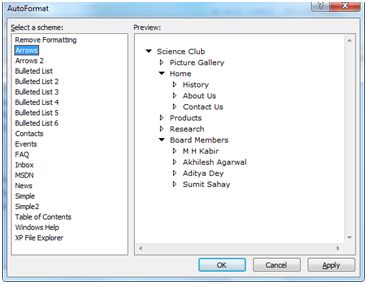 AutoFormat
Select a scheme:
Remove Formatting
Arrows
Arrows 2
Bulleted List
Bulleted List 2
Bulleted List 3
Bulleted List 4
Bulleted List 5
Bulleted List 6
Contacts
Events
FAQ
Inbox
MSDN
News
Simple
Simple2
Table of Contents
Windows Help
XP File Explorer
Preview:
Science Club
Picture Gallery
Home
History
About Us
Contact Us
Products
Research
Board Members
M H Kabir
Akhilesh Agarwal
Aditya Dey
Sumit Sahay
OK
Cancel
Apply